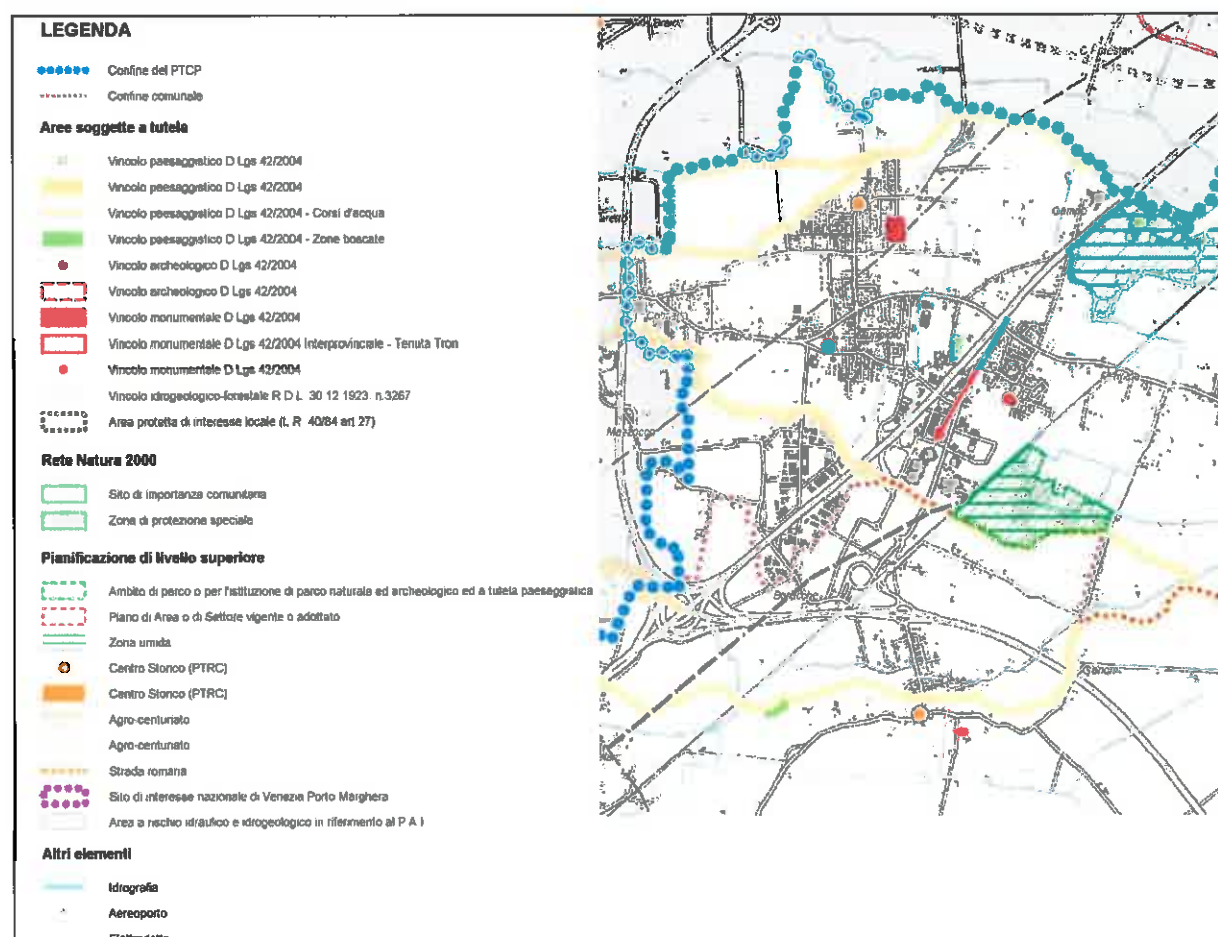 LEGENDA
Confine del PTCP
Confine comunale
Aree soggette a tutela
Vincolo paesaggistico D Lgs 42/2004
Vincolo paesaggistico D Lgs 42/2004
Vincolo paesaggistico D Lgs 42/2004 - Corsi d'acqua
Vincolo paesaggistico D Lgs 42/2004 - Zone boscate
Vincolo archeologico D Lgs 42/2004
Vincolo archeologico D Lgs 42/2004
Vincolo monumentale D Lgs 42/2004
Vincolo monumentale D Lgs 42/2004 Interprovinciale - Tenuta Tron
Vincolo monumentale D Lgs 42/2004
Vincolo idrogeologico-forestale R D L 30 12 1923 n.3267
Area protetta di interesse locale (L R 40/84 art 27)
Rete Natura 2000
Sito di importanza comunitaria
Zona di protezione speciale
Pianificazione di livello superiore
Ambito di parco o per l'istituzione di parco naturale ed archeologico ed a tutela paesaggistica
Piano di Area o di Settore vigente o adottato
Zona umida
Centro Storico (PTRC)
Centro Storico (PTRC)
Agro-centuriato
Agro-centuriato
Strada romana
Sito di interesse nazionale di Venezia Porto Marghera
Area a rischio idraulico e idrogeologico in riferimento al P A I
Altri elementi
Idrografia
Aereoporto